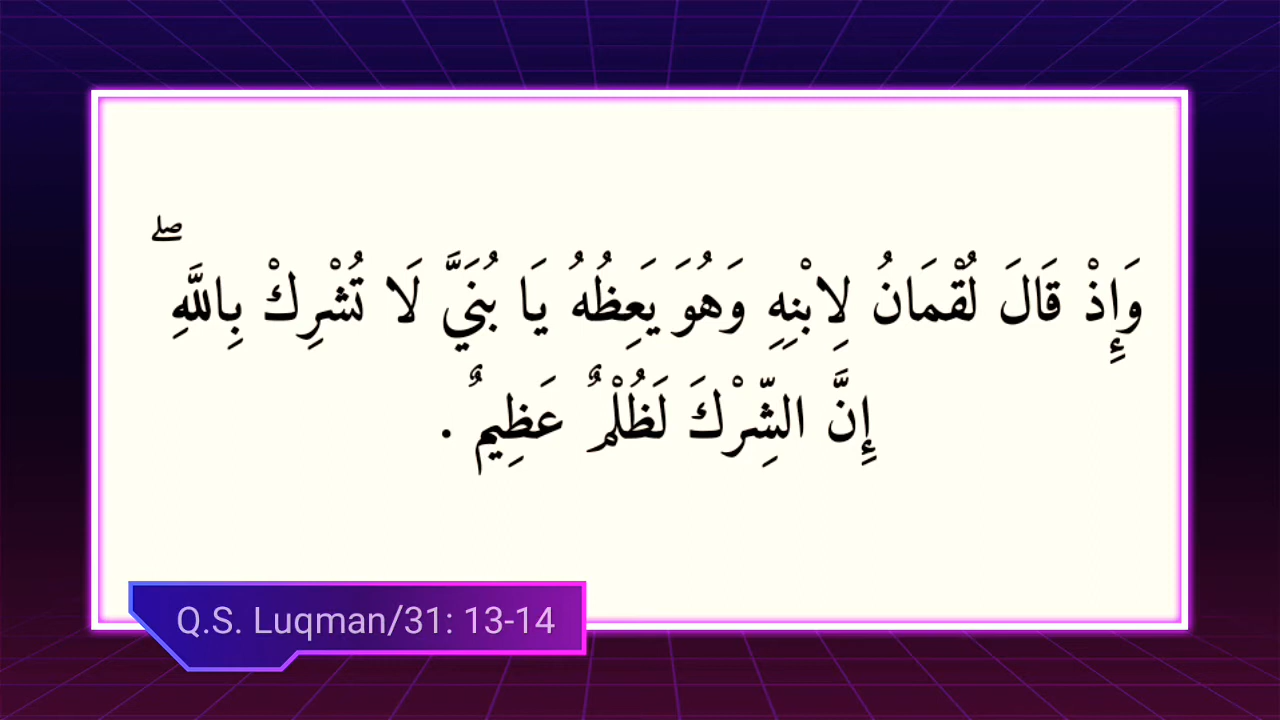 وَإِذْ قَالَ لُقْمَانُ لِابْنِهِ وَهُوَ يَعِظُهُ يَا بُنَيَّ لَا تُشْرِكْ بِاللَّهِ ۖ
إِنَّ الشِّرْكَ لَظُلْمٌ عَظِيمٌ .
Q.S. Luqman/31: 13-14